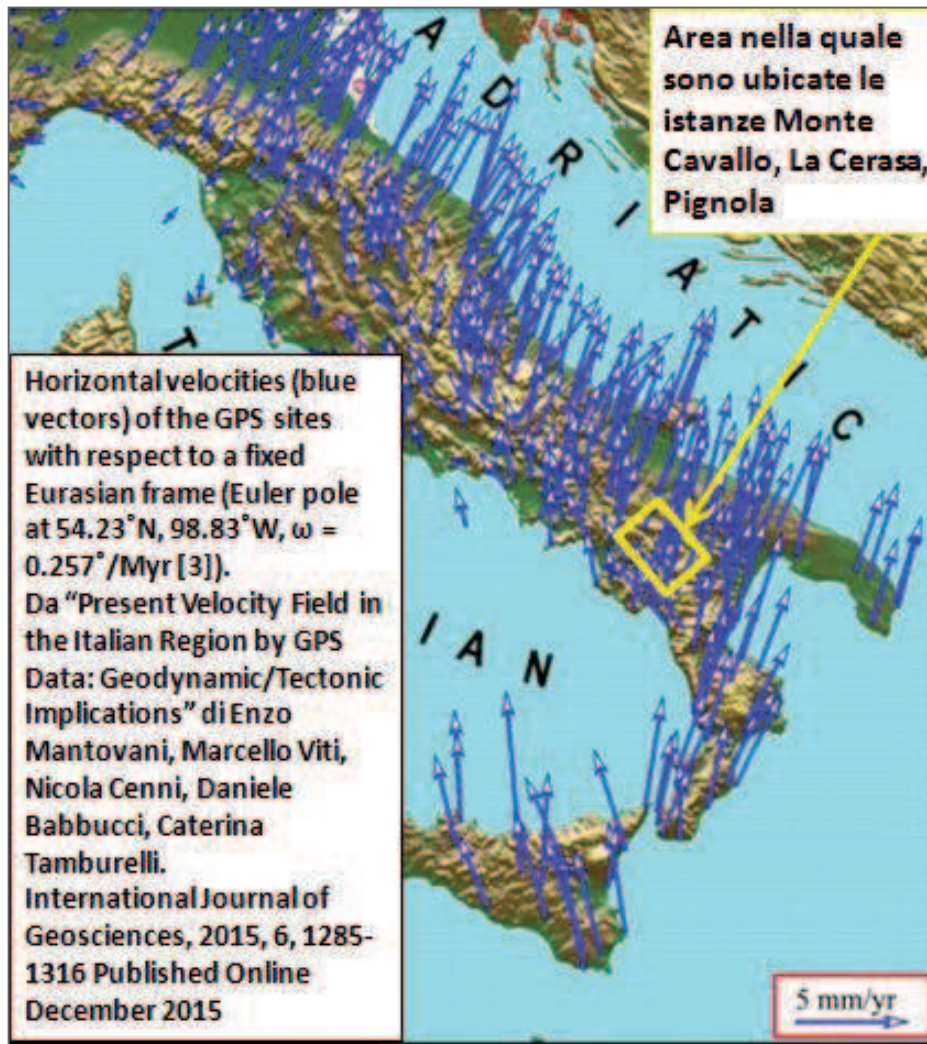 Area nella quale
sono ubicate le
istanze Monte
Cavallo, La Cerasa,
Pignola
A D R I A T I C
T
I A N
Horizontal velocities (blue
vectors) of the GPS sites
with respect to a fixed
Eurasian frame (Euler pole
at 54.23°N, 98.83°W, ω =
0.257°/Myr [3]).
Da “Present Velocity Field in
the Italian Region by GPS
Data: Geodynamic/Tectonic
Implications” di Enzo
Mantovani, Marcello Viti,
Nicola Cenni, Daniele
Babbucci, Caterina
Tamburelli.
International Journal of
Geosciences, 2015, 6, 1285-
1316 Published Online
December 2015
5 mm/yr